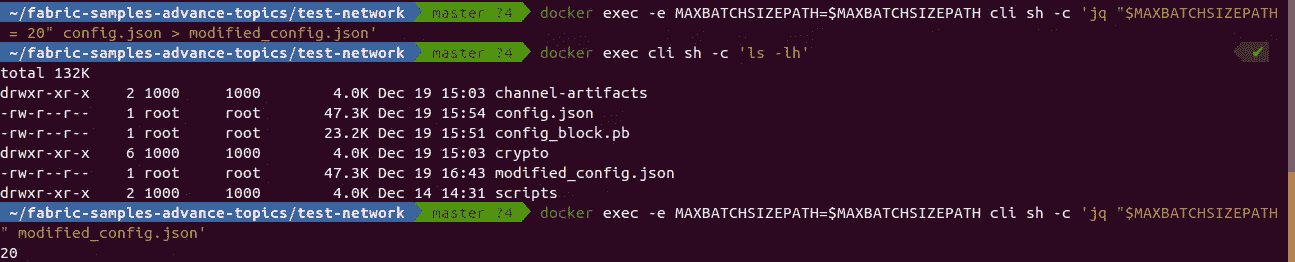 ~/fabric-samples-advance-topics/test-network master ?4 docker exec -e MAXBATCHSIZEPATH=$MAXBATCHSIZEPATH cli sh -c 'jq "$MAXBATCHSIZEPATH
= 20" config.json > modified_config.json'
~/fabric-samples-advance-topics/test-network master ?4 docker exec cli sh -c 'ls -lh' ✔
total 132K
drwxr-xr-x 2 1000 1000 4.0K Dec 19 15:03 channel-artifacts
-rw-r--r-- 1 root root 47.3K Dec 19 15:54 config.json
-rw-r--r-- 1 root root 23.2K Dec 19 15:51 config_block.pb
drwxr-xr-x 6 1000 1000 4.0K Dec 19 15:03 crypto
-rw-r--r-- 1 root root 47.3K Dec 19 16:43 modified_config.json
drwxr-xr-x 2 1000 1000 4.0K Dec 14 14:31 scripts
~/fabric-samples-advance-topics/test-network master ?4 docker exec -e MAXBATCHSIZEPATH=$MAXBATCHSIZEPATH cli sh -c 'jq "$MAXBATCHSIZEPATH
" modified_config.json'
20